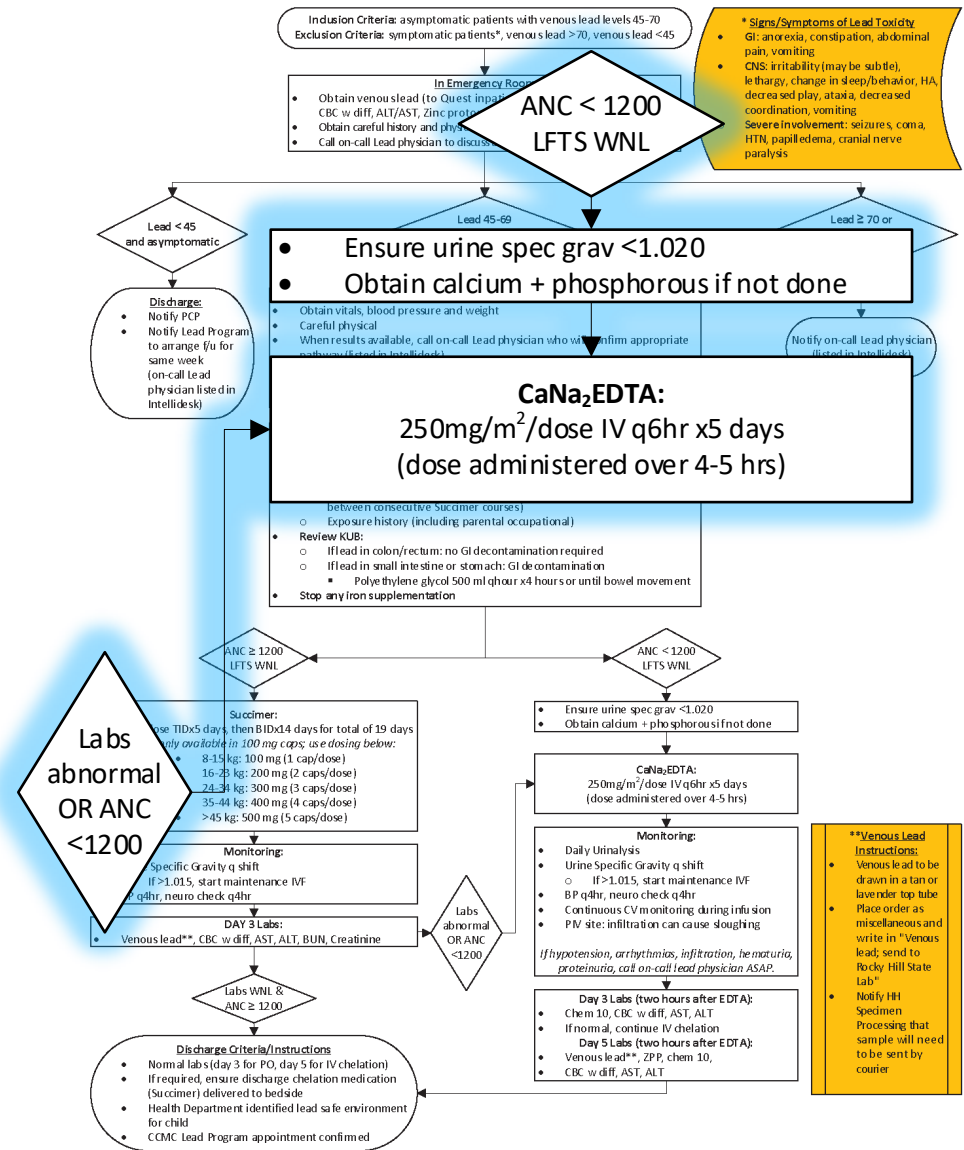 Inclusion Criteria: asymptomatic patients with venous lead levels 45-70
Exclusion Criteria: symptomatic patients*, venous lead >70, venous lead <45
* Signs/Symptoms of Lead Toxicity
• GI: anorexia, constipation, abdominal
pain, vomiting
• CNS: irritability (may be subtle),
lethargy, change in sleep/behavior, HA,
decreased play, ataxia, decreased
coordination, vomiting
• Severe involvement: seizures, coma,
HTN, papilledema, cranial nerve
paralysis
In Emergency Room
• Obtain venous lead (to Quest
CBC w diff, ALT/AST, Zinc
• Obtain careful history and
• Call on-call Lead physician to discuss
ANC < 1200
LFTS WNL
Lead <45
and asymptomatic
Lead 45-69
Lead ≥ 70 or
• Ensure urine spec grav <1.020
• Obtain calcium + phosphorous if not done
Discharge:
• Notify PCP
• Notify Lead Program
to arrange f/u for
same week
(on-call Lead
physician listed in
Intellidesk)
• Obtain vitals, blood pressure and weight
• Careful physical
• When results available, call on-call Lead physician who will confirm appropriate
pathway (listed in Intellidesk)
Notify on-call Lead physician
(listed in Intellidesk)
CaNa₂EDTA:
250mg/m²/dose IV q6hr x5 days
(dose administered over 4-5 hrs)
between consecutive Succimer courses)
o Exposure history (including parental occupational)
• Review KUB:
o If lead in colon/rectum: no GI decontamination required
o If lead in small intestine or stomach: GI decontamination
▪ Polyethylene glycol 500 ml qhour x4 hours or until bowel movement
• Stop any iron supplementation
ANC ≥ 1200
LFTS WNL
ANC < 1200
LFTS WNL
Labs
abnormal
OR ANC
<1200
Succimer:
TIDx5 days, then BIDx14 days for total of 19 days
only available in 100 mg caps; use dosing below:
• 8-15 kg: 100 mg (1 cap/dose)
16-23 kg: 200 mg (2 caps/dose)
24-34 kg: 300 mg (3 caps/dose)
35-44 kg: 400 mg (4 caps/dose)
• >45 kg: 500 mg (5 caps/dose)
Monitoring:
Specific Gravity q shift
If >1.015, start maintenance IVF
q4hr, neuro check q4hr
DAY 3 Labs:
• Venous lead**, CBC w diff, AST, ALT, BUN, Creatinine
Labs
abnormal
OR ANC
<1200
Labs WNL &
ANC ≥ 1200
• Ensure urine spec grav <1.020
• Obtain calcium + phosphorous if not done
CaNa₂EDTA:
250mg/m²/dose IV q6hr x5 days
(dose administered over 4-5 hrs)
Monitoring:
• Daily Urinalysis
• Urine Specific Gravity q shift
o If >1.015, start maintenance IVF
• BP q4hr, neuro check q4hr
• Continuous CV monitoring during infusion
• PIV site: infiltration can cause sloughing
If hypotension, arrhythmias, infiltration, hematuria,
proteinuria, call on-call lead physician ASAP.
Day 3 Labs (two hours after EDTA):
• Chem 10, CBC w diff, AST, ALT
• If normal, continue IV chelation
Day 5 Labs (two hours after EDTA):
• Venous lead**, ZPP, chem 10,
• CBC w diff, AST, ALT
**Venous Lead
Instructions:
• Venous lead to be
drawn in a tan or
lavender top tube
• Place order as
miscellaneous and
write in "Venous
lead; send to
Rocky Hill State
Lab"
• Notify HH
Specimen
Processing that
sample will need
to be sent by
courier
Discharge Criteria/Instructions
• Normal labs (day 3 for PO, day 5 for IV chelation)
• If required, ensure discharge chelation medication
(Succimer) delivered to bedside
• Health Department identified lead safe environment
for child
• CCMC Lead Program appointment confirmed